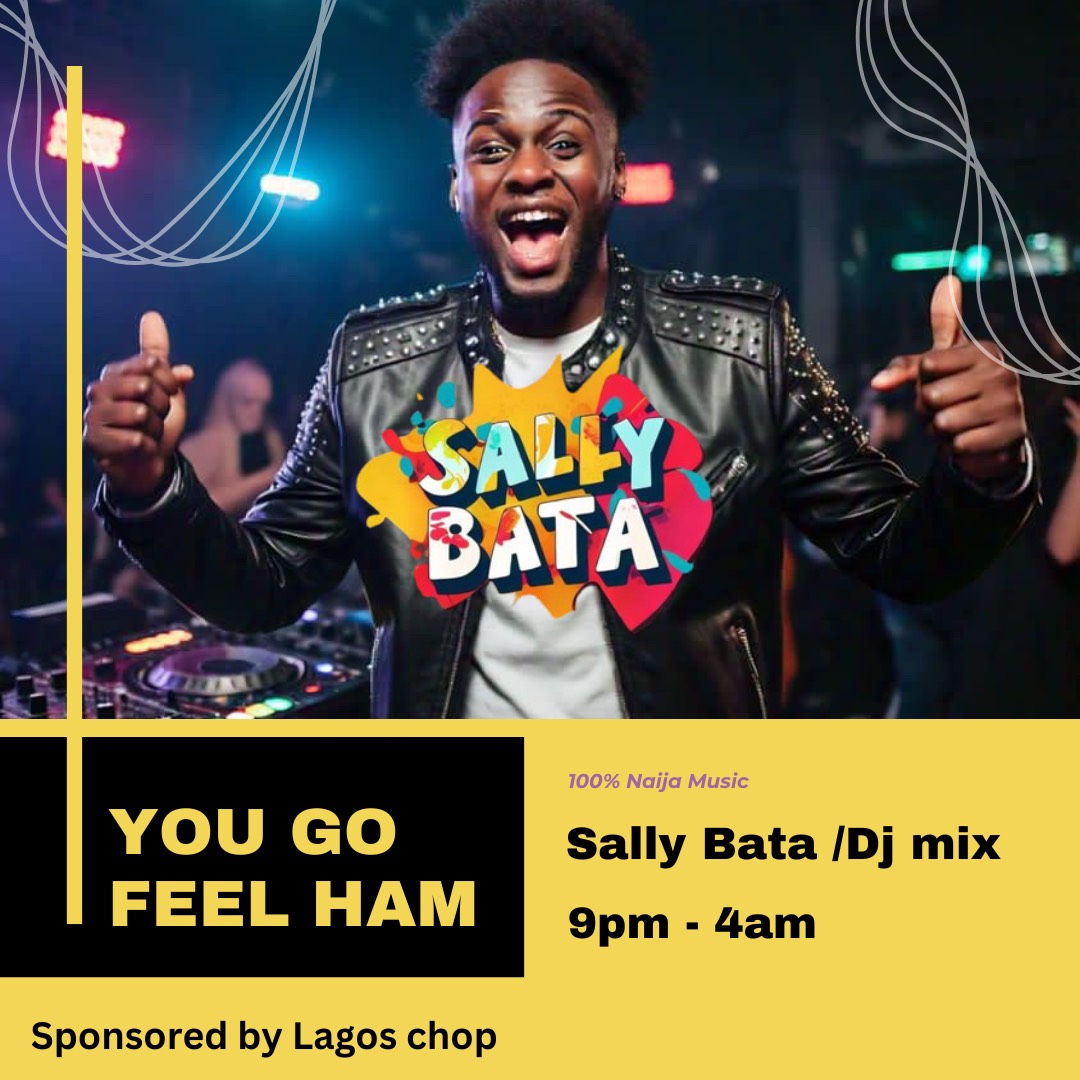 SALLY
BATA
YOU GO
FEEL HAM
100% Naija Music
Sally Bata /Dj mix
9pm - 4am
Sponsored by Lagos chop